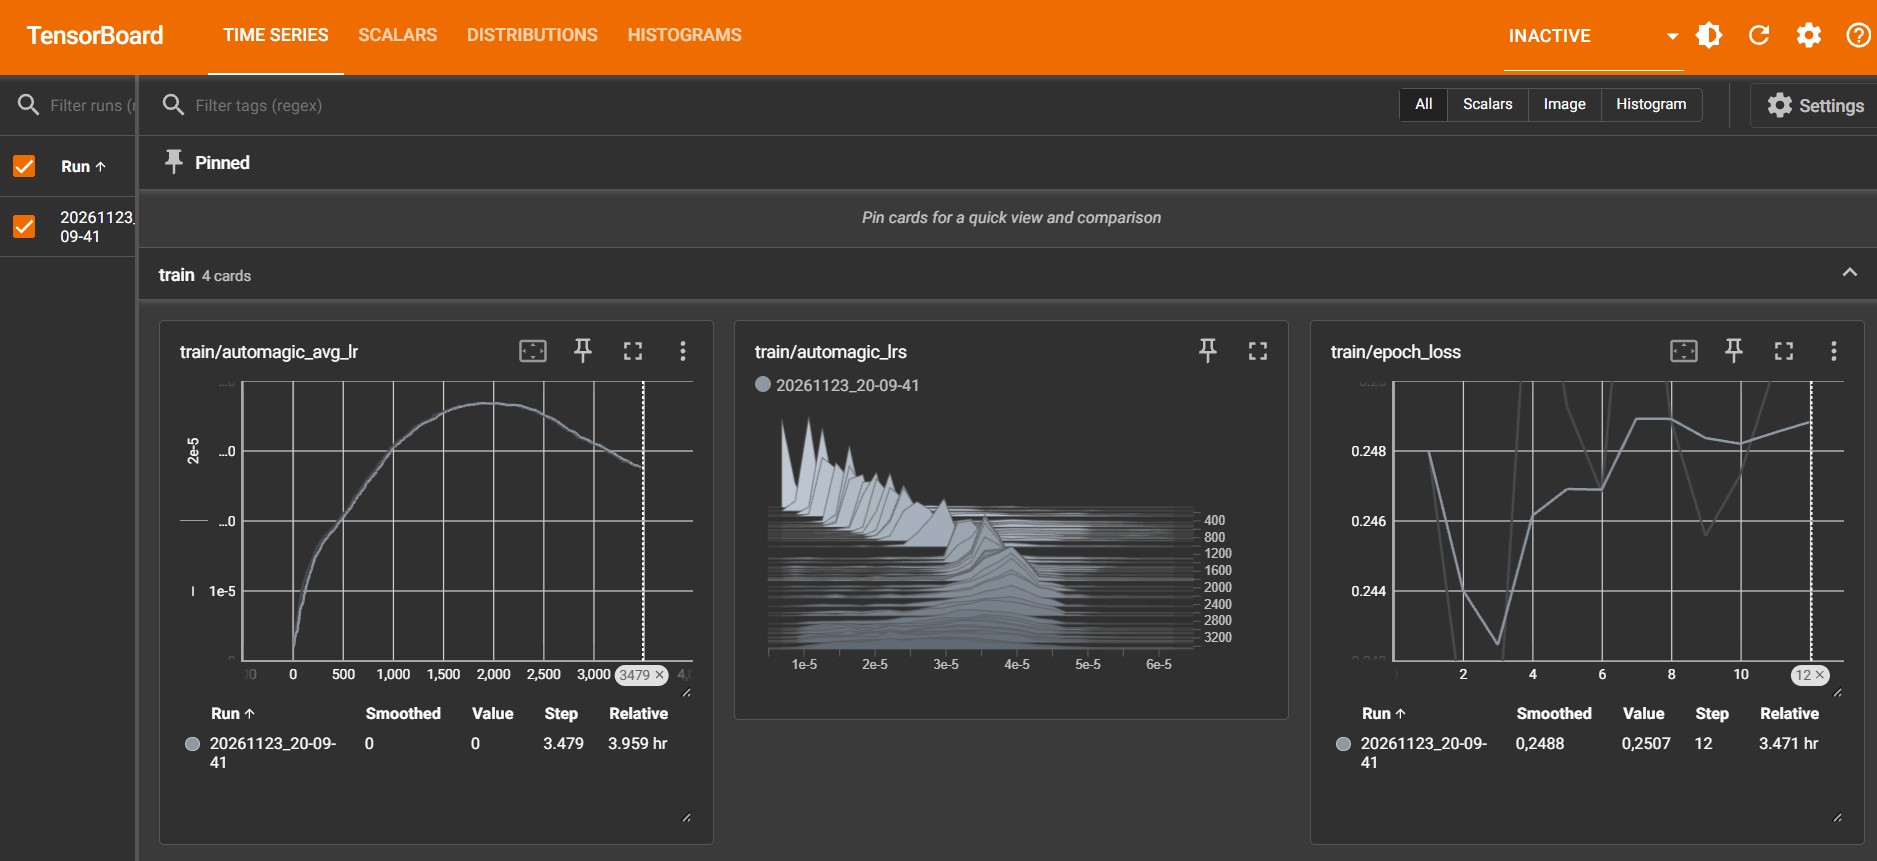 TensorBoard
TIME SERIES SCALARS DISTRIBUTIONS HISTOGRAMS
INACTIVE
Filter runs (r
Filter tags (regex)
All Scalars Image Histogram
Settings
Run ↑
20261123_
09-41
Pinned
Pin cards for a quick view and comparison
train 4 cards
train/automagic_avg_lr
2e-5
...0
...0
1e-5
0 500 1,000 1,500 2,000 2,500 3,000 3479 ×
Run ↑ Smoothed Value Step Relative
20261123_20-09- 0 0 3.479 3.959 hr
41
train/automagic_lrs
20261123_20-09-41
400
800
1200
1600
2000
2400
2800
3200
1e-5 2e-5 3e-5 4e-5 5e-5 6e-5
train/epoch_loss
0.248
0.246
0.244
2 4 6 8 10 12 ×
Run ↑ Smoothed Value Step Relative
20261123_20-09- 0,2488 0,2507 12 3.471 hr
41